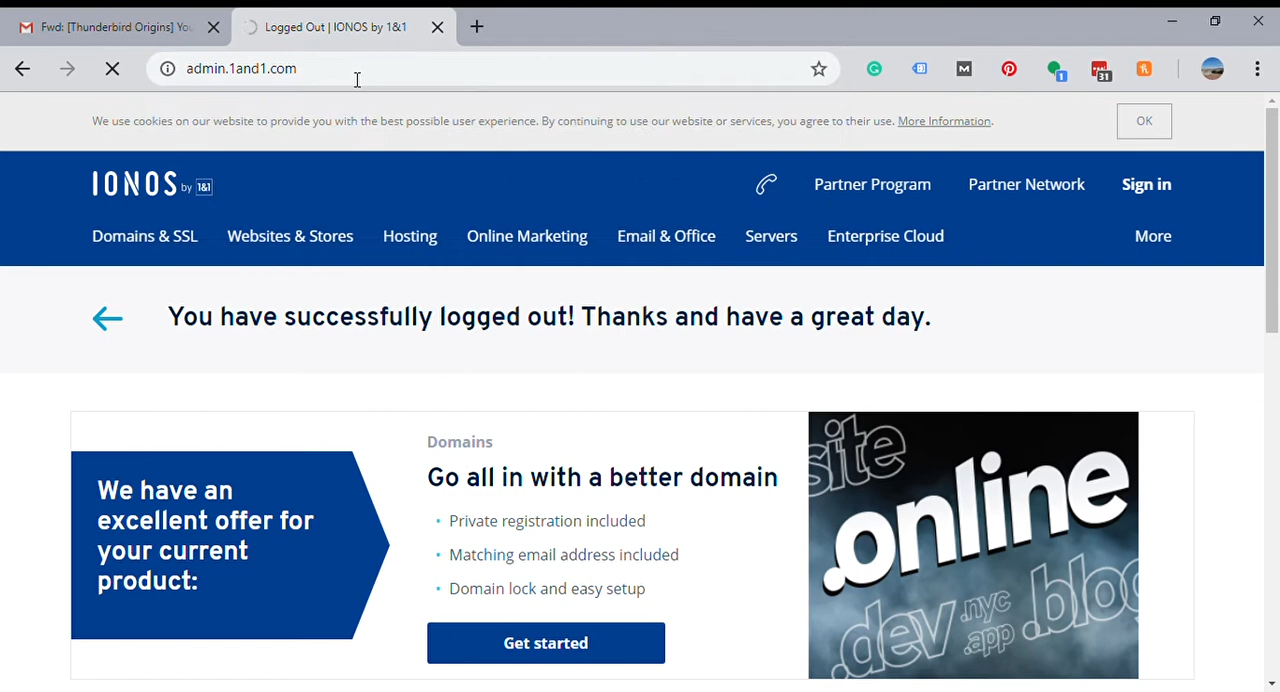 Fwd: [Thunderbird Origins] You
Logged Out | IONOS by 1&1
admin.1and1.com
1
31
We use cookies on our website to provide you with the best possible user experience. By continuing to use our website or services, you agree to their use. More Information.
OK
IONOS by 1&1
Partner Program
Partner Network
Sign in
Domains & SSL
Websites & Stores
Hosting
Online Marketing
Email & Office
Servers
Enterprise Cloud
More
You have successfully logged out! Thanks and have a great day.
We have an
excellent offer for
your current
product:
Domains
Go all in with a better domain
• Private registration included
• Matching email address included
• Domain lock and easy setup
Get started
site
.online
.dev
.nyc
.app
.blo